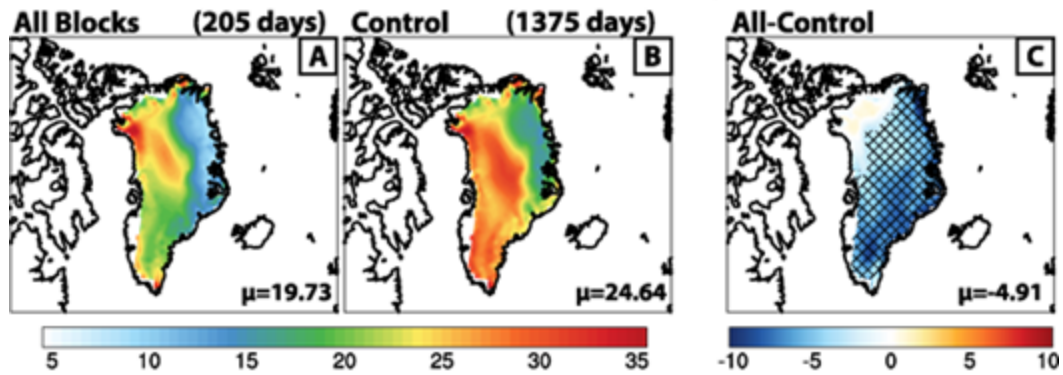 All Blocks (205 days) Control (1375 days) All-Control
A B C
μ=19.73 μ=24.64 μ=-4.91
5 10 15 20 25 30 35 -10 -5 0 5 10